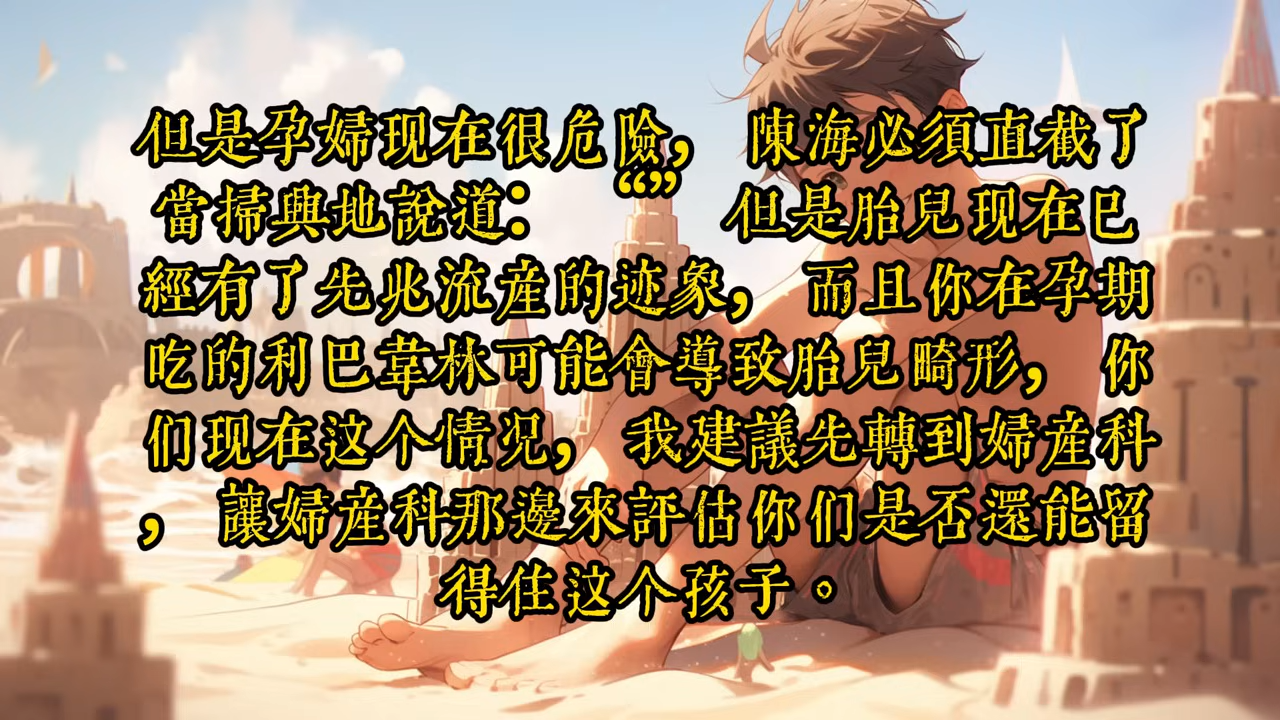 但是孕婦现在很危險， 陳海必須直截了
當掃興地說道： “” 但是胎兒现在已
經有了先兆流産的迹象， 而且你在孕期
吃的利巴韋林可能會導致胎兒畸形， 你
们现在这个情况， 我建議先轉到婦産科
， 讓婦産科那邊來評估你们是否還能留
得住这个孩子。